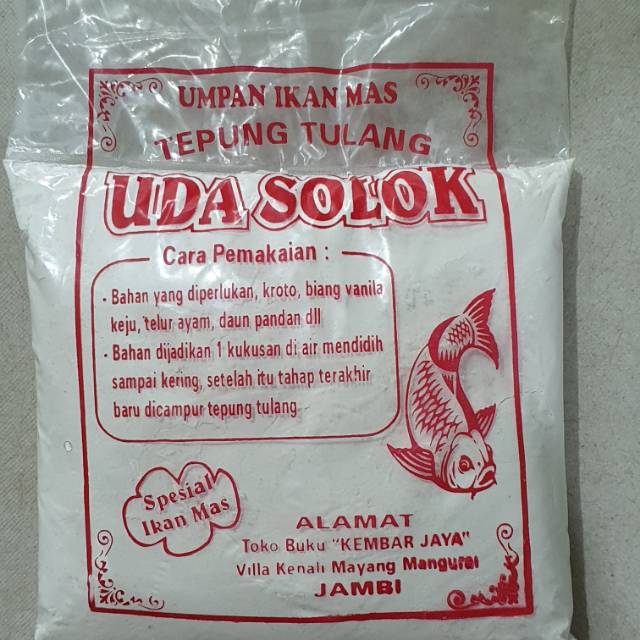 UMPAN IKAN MAS
TEPUNG TULANG
UDA SOLOK
Cara Pemakaian :
- Bahan yang diperlukan, kroto, biang vanila
keju, telur ayam, daun pandan dll
- Bahan dijadikan 1 kukusan di air mendidih
sampai kering, setelah itu tahap terakhir
baru dicampur tepung tulang
Spesial
Ikan Mas
ALAMAT
Toko Buku "KEMBAR JAYA"
Villa Kenali Mayang Mangurai
JAMBI